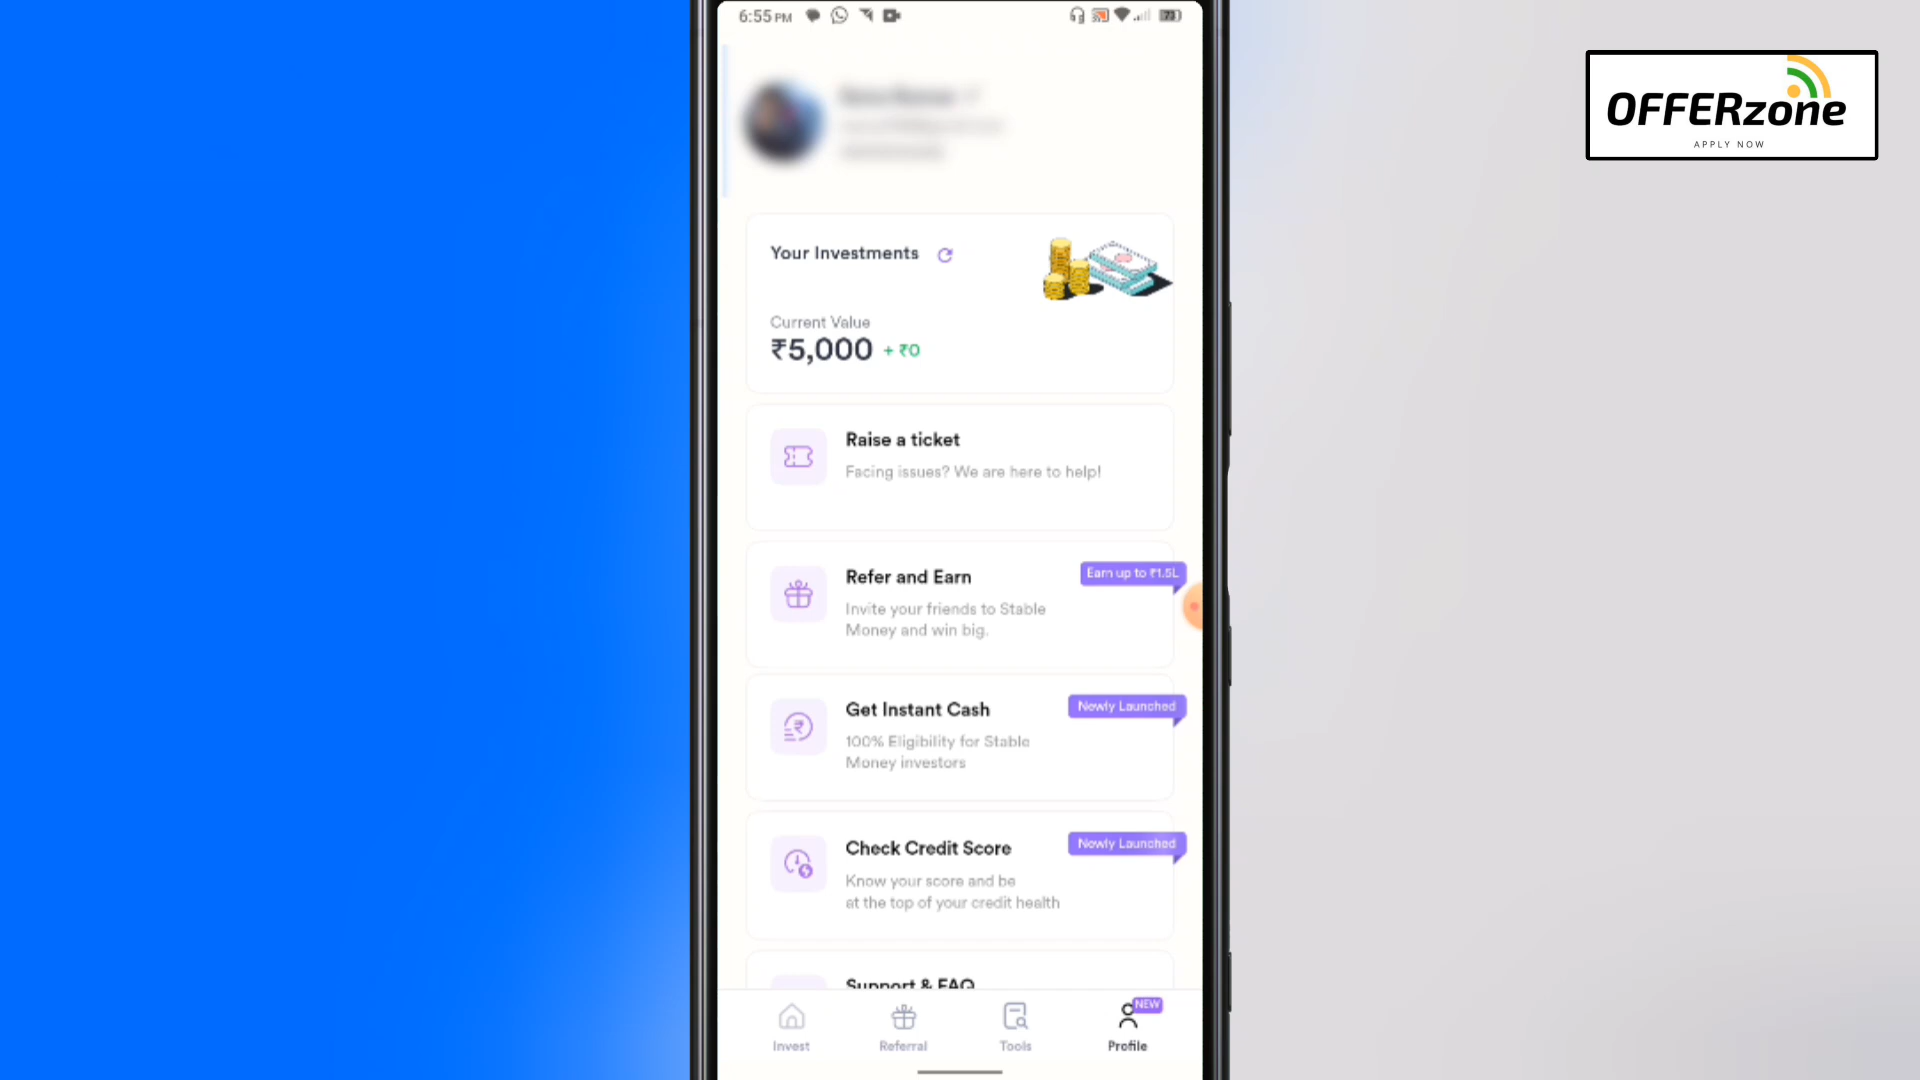 6:55 PM
73
OFFERzone
APPLY NOW
Your Investments
Current Value
₹5,000 + ₹0
Raise a ticket
Facing issues? We are here to help!
Refer and Earn
Earn up to ₹1.5L
Invite your friends to Stable
Money and win big.
Get Instant Cash
Newly Launched
100% Eligibility for Stable
Money investors
Check Credit Score
Newly Launched
Know your score and be
at the top of your credit health
Support & FAQ
NEW
Invest
Referral
Tools
Profile